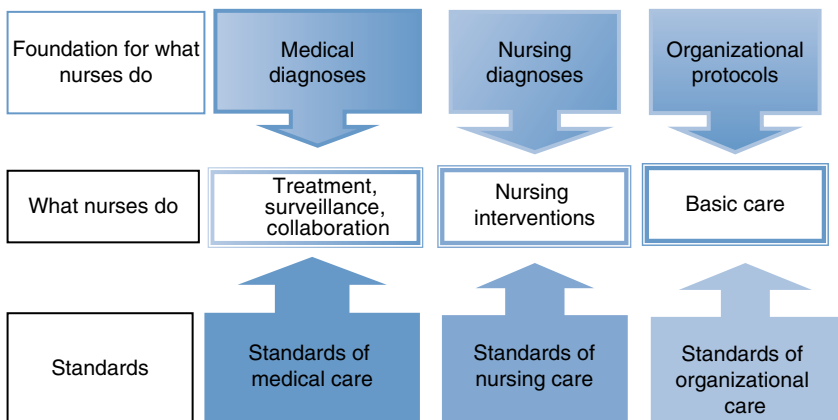 Foundation for what
nurses do
Medical
diagnoses
Nursing
diagnoses
Organizational
protocols
What nurses do
Treatment,
surveillance,
collaboration
Nursing
interventions
Basic care
Standards
Standards of
medical care
Standards of
nursing care
Standards of
organizational
care